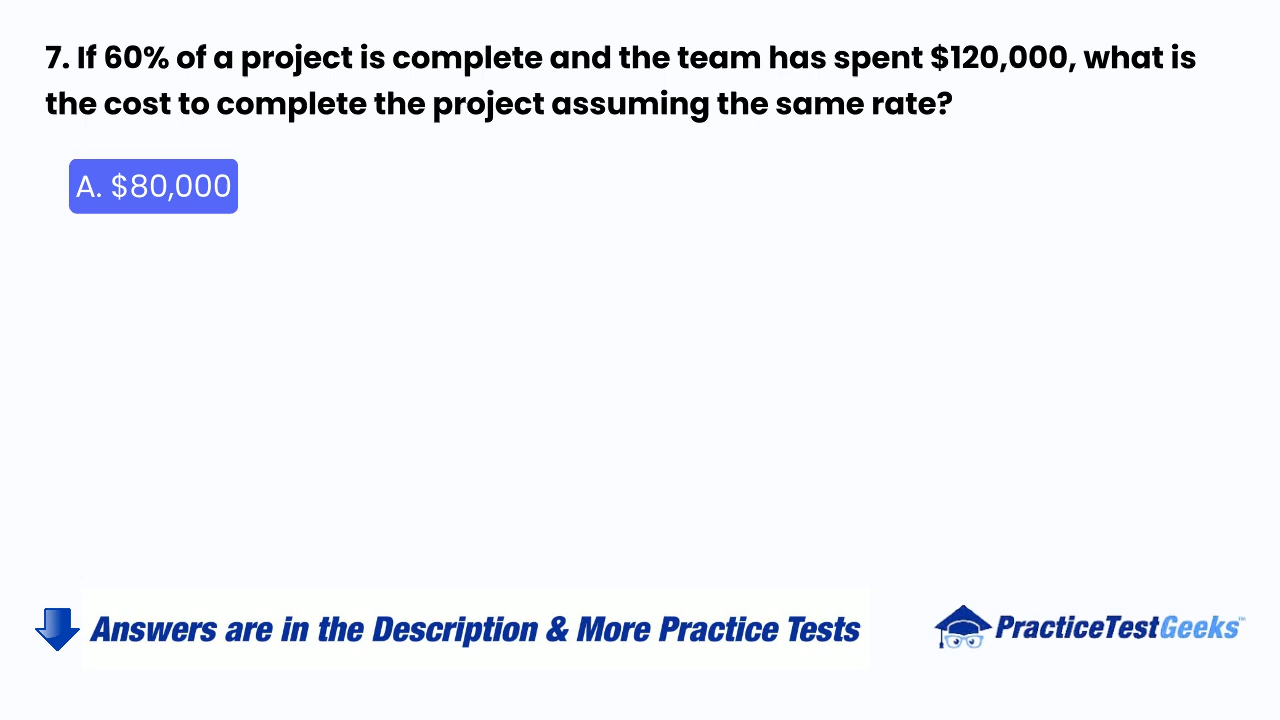 7. If 60% of a project is complete and the team has spent $120,000, what is
the cost to complete the project assuming the same rate?
A. $80,000
Answers are in the Description & More Practice Tests
PracticeTestGeeks™